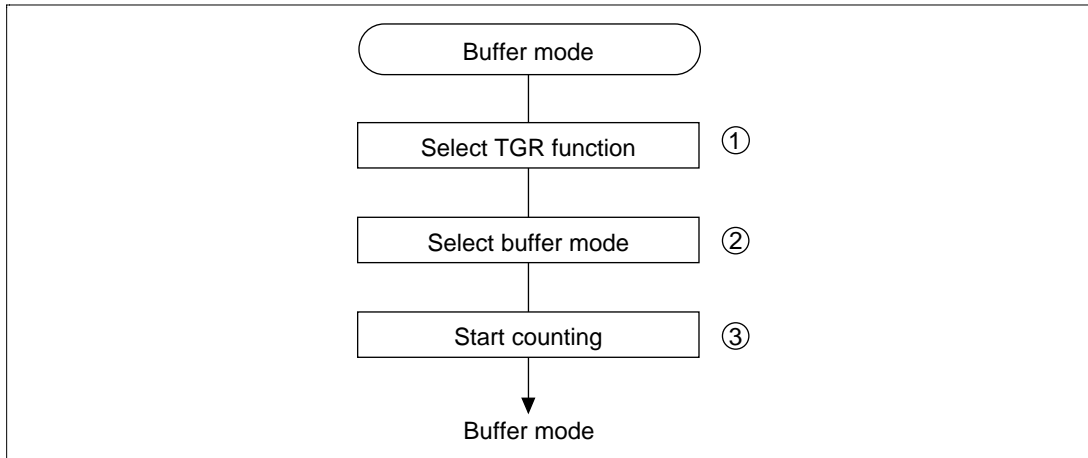 Buffer mode
Select TGR function ①
Select buffer mode ②
Start counting ③
Buffer mode